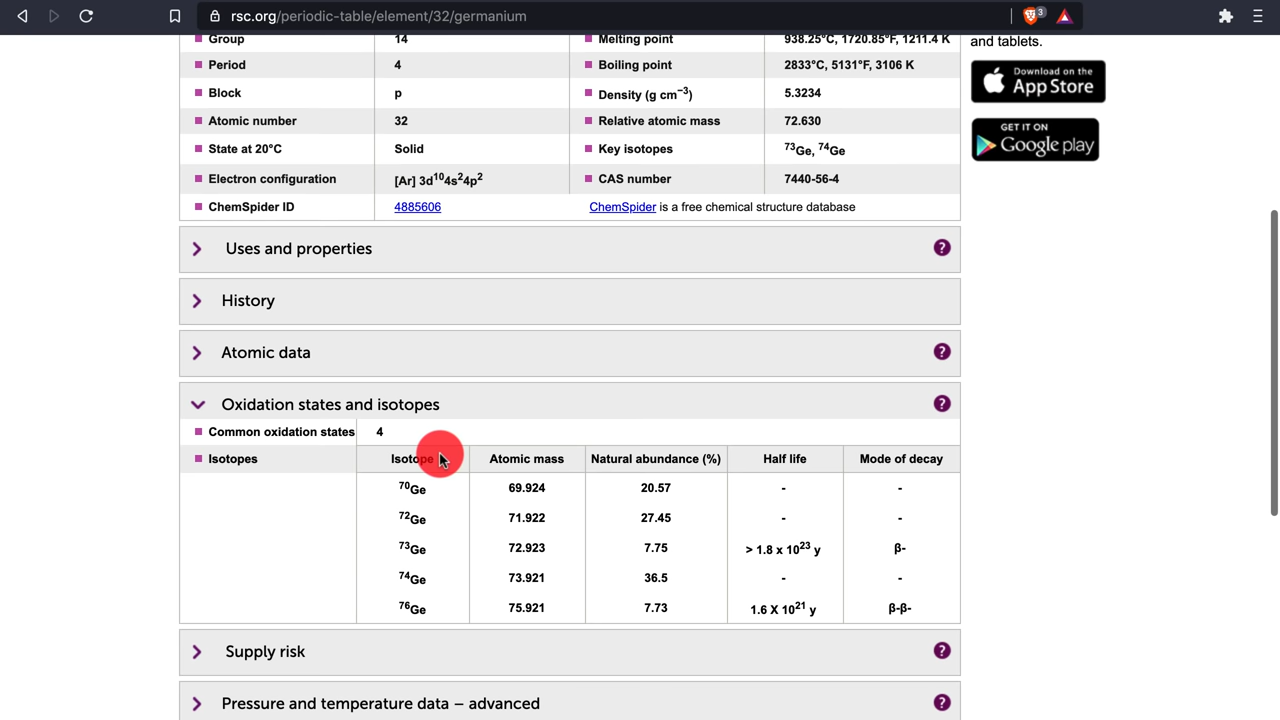 rsc.org/periodic-table/element/32/germanium
3
Group 14 Melting point 938.25°C, 1720.85°F, 1211.4 K
and tablets.
Period 4 Boiling point 2833°C, 5131°F, 3106 K
Download on the
App Store
Block p Density (g cm⁻³) 5.3234
Atomic number 32 Relative atomic mass 72.630
GET IT ON
Google play
State at 20°C Solid Key isotopes ⁷³Ge, ⁷⁴Ge
Electron configuration [Ar] 3d¹⁰4s²4p² CAS number 7440-56-4
ChemSpider ID 4885606 ChemSpider is a free chemical structure database
Uses and properties ?
History
Atomic data ?
Oxidation states and isotopes ?
Common oxidation states 4
Isotopes Isotope Atomic mass Natural abundance (%) Half life Mode of decay
⁷⁰Ge 69.924 20.57 - -
⁷²Ge 71.922 27.45 - -
⁷³Ge 72.923 7.75 > 1.8 x 10²³ y β-
⁷⁴Ge 73.921 36.5 - -
⁷⁶Ge 75.921 7.73 1.6 X 10²¹ y β-β-
Supply risk ?
Pressure and temperature data – advanced ?